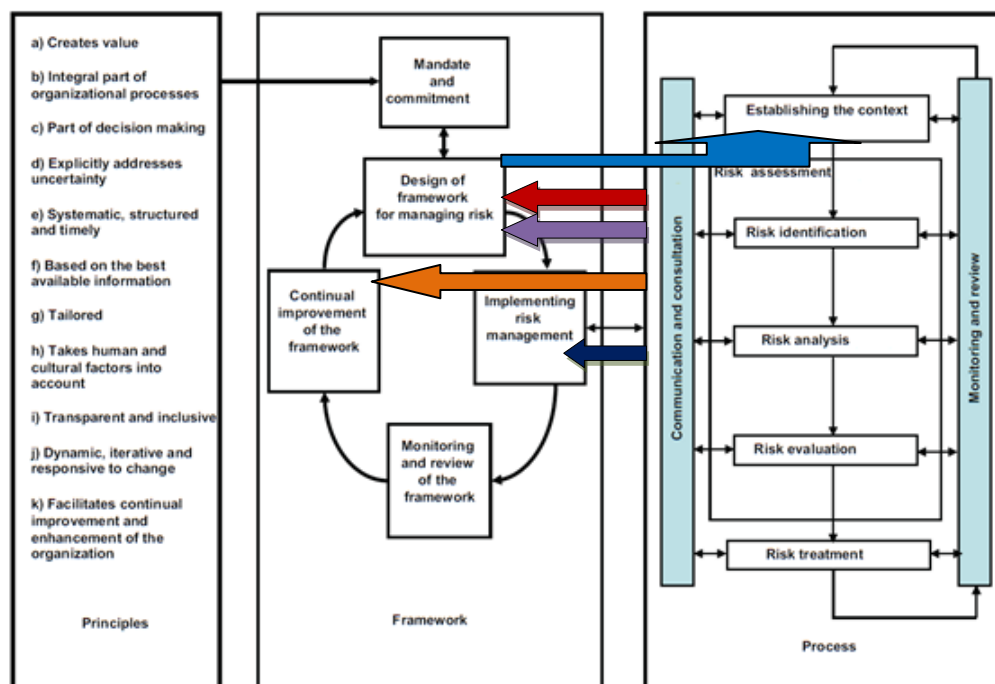 a) Creates value
b) Integral part of
organizational processes
c) Part of decision making
d) Explicitly addresses
uncertainty
e) Systematic, structured
and timely
f) Based on the best
available information
g) Tailored
h) Takes human and
cultural factors into
account
i) Transparent and inclusive
j) Dynamic, iterative and
responsive to change
k) Facilitates continual
improvement and
enhancement of the
organization
Principles
Mandate
and
commitment
Design of
framework
for managing risk
Continual
improvement
of the
framework
Implementing
risk
management
Monitoring
and review
of the
framework
Framework
Communication and consultation
Establishing the context
Risk assessment
Risk identification
Risk analysis
Risk evaluation
Risk treatment
Monitoring and review
Process